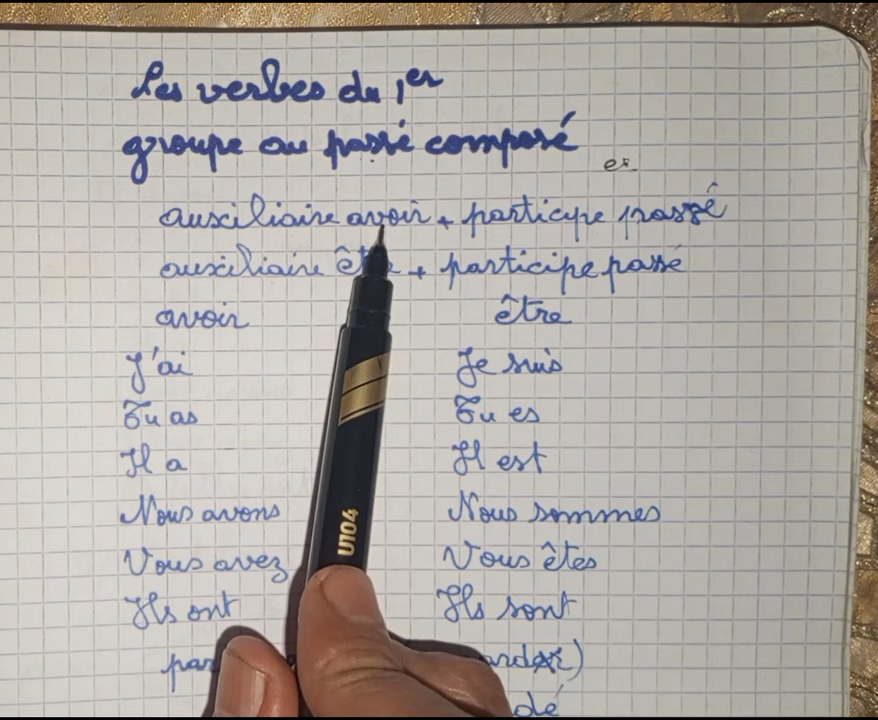 Les verbes du 1er
groupe au passé composé
er
auxiliaire avoir + participe passé
auxiliaire être + participe passé
avoir être
J'ai Je suis
Tu as Tu es
Il a Il est
Nous avons Nous sommes
Vous avez Vous êtes
Ils ont Ils sont
U104